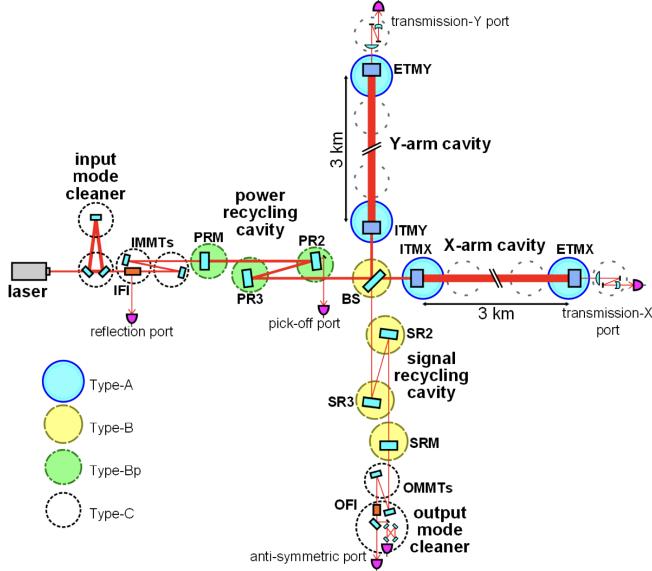 transmission-Y port
ETMY
Y-arm cavity
3 km
input
mode
cleaner
power
recycling
cavity
IMMTs
PRM
PR2
ITMY
ITMX
X-arm cavity
ETMX
laser
IFI
PR3
BS
3 km
transmission-X
port
reflection port
pick-off port
SR2
signal
recycling
cavity
SR3
SRM
Type-A
Type-B
Type-Bp
Type-C
OMMTs
OFI
output
mode
cleaner
anti-symmetric port